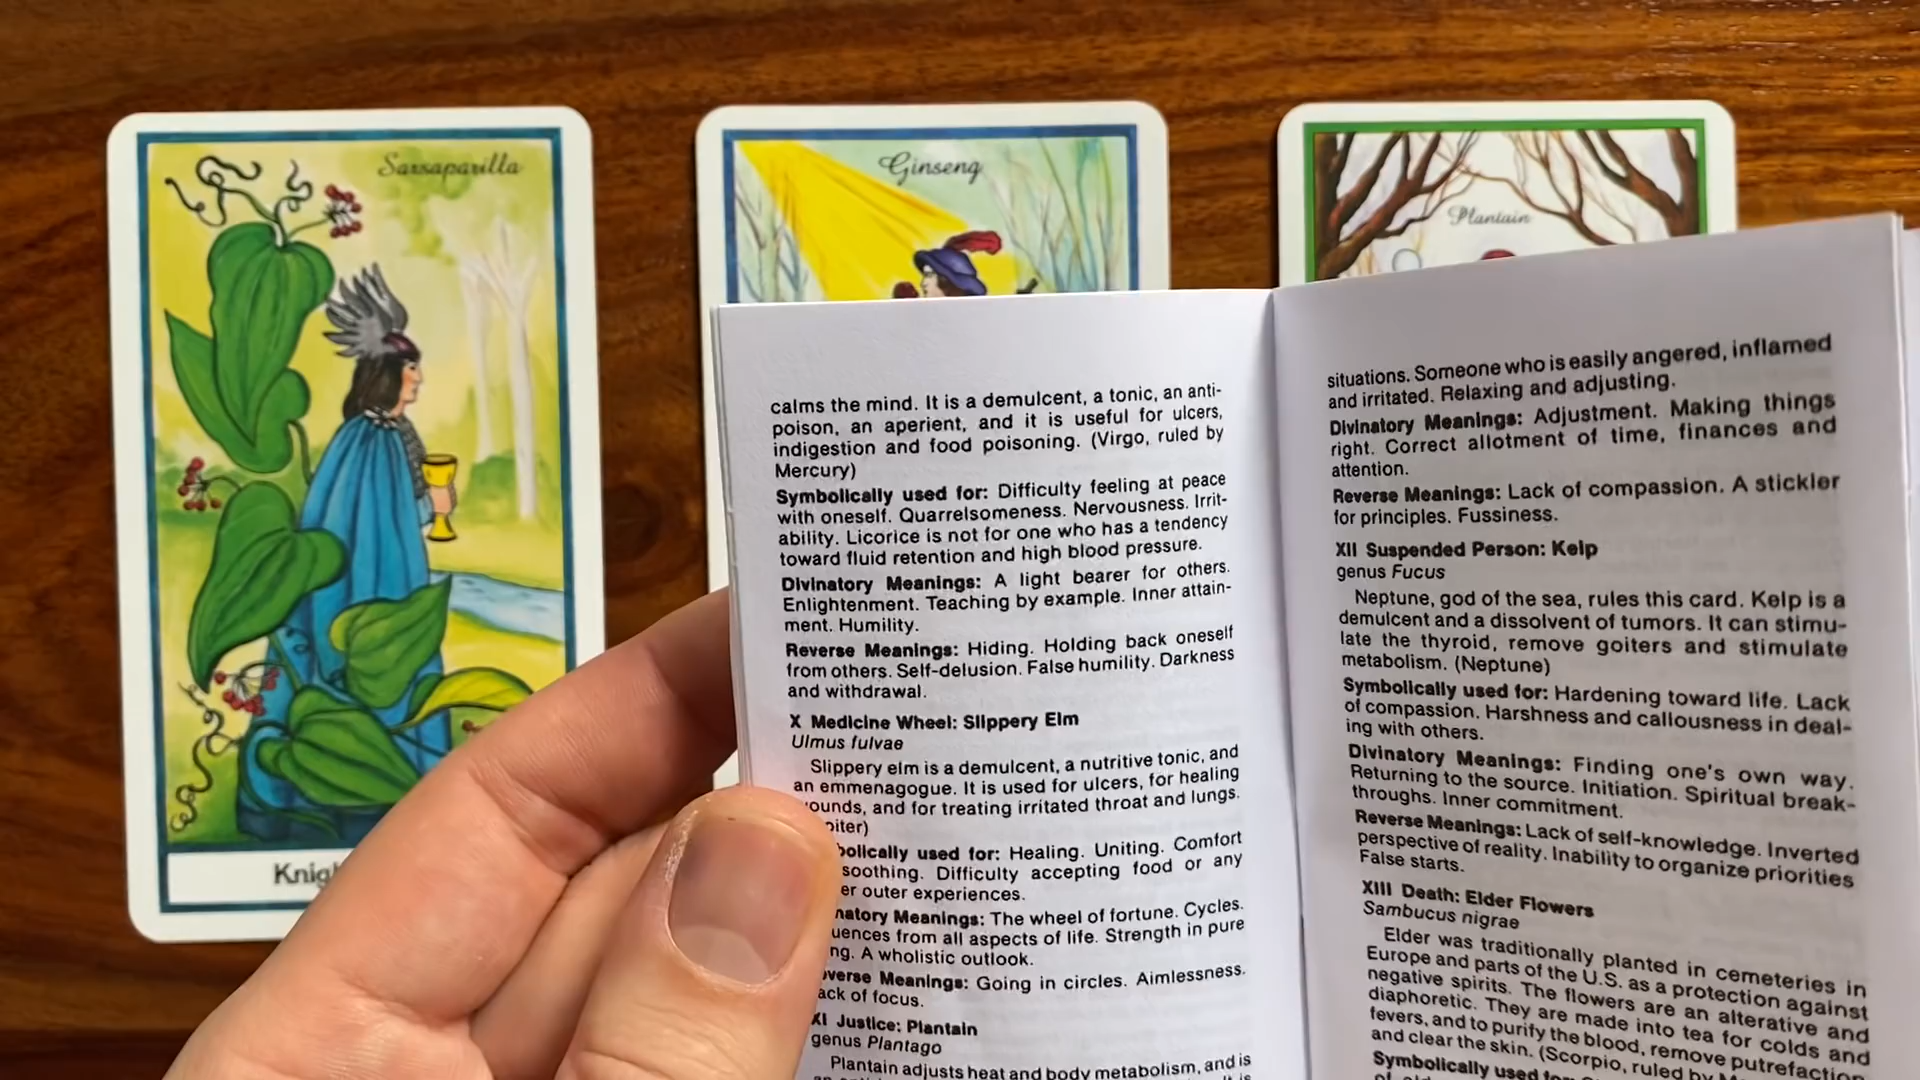 Sarsaparilla
Ginseng
Plantain
calms the mind. It is a demulcent, a tonic, an anti-
poison, an aperient, and it is useful for ulcers,
indigestion and food poisoning. (Virgo, ruled by
Mercury)
Symbolically used for: Difficulty feeling at peace
with oneself. Quarrelsomeness. Nervousness. Irrit-
ability. Licorice is not for one who has a tendency
toward fluid retention and high blood pressure.
Divinatory Meanings: A light bearer for others.
Enlightenment. Teaching by example. Inner attain-
ment. Humility.
Reverse Meanings: Hiding. Holding back oneself
from others. Self-delusion. False humility. Darkness
and withdrawal.
X Medicine Wheel: Slippery Elm
Ulmus fulvae
Slippery elm is a demulcent, a nutritive tonic, and
an emmenagogue. It is used for ulcers, for healing
ounds, and for treating irritated throat and lungs.
piter)
bolically used for: Healing. Uniting. Comfort
soothing. Difficulty accepting food or any
er outer experiences.
natory Meanings: The wheel of fortune. Cycles.
uences from all aspects of life. Strength in pure
ng. A wholistic outlook.
verse Meanings: Going in circles. Aimlessness.
ack of focus.
XI Justice: Plantain
genus Plantago
Plantain adjusts heat and body metabolism, and is
situations. Someone who is easily angered, inflamed
and irritated. Relaxing and adjusting.
Divinatory Meanings: Adjustment. Making things
right. Correct allotment of time, finances and
attention.
Reverse Meanings: Lack of compassion. A stickler
for principles. Fussiness.
XII Suspended Person: Kelp
genus Fucus
Neptune, god of the sea, rules this card. Kelp is a
demulcent and a dissolvent of tumors. It can stimu-
late the thyroid, remove goiters and stimulate
metabolism. (Neptune)
Symbolically used for: Hardening toward life. Lack
of compassion. Harshness and callousness in deal-
ing with others.
Divinatory Meanings: Finding one's own way.
Returning to the source. Initiation. Spiritual break-
throughs. Inner commitment.
Reverse Meanings: Lack of self-knowledge. Inverted
perspective of reality. Inability to organize priorities
False starts.
XIII Death: Elder Flowers
Sambucus nigrae
Elder was traditionally planted in cemeteries in
Europe and parts of the U.S. as a protection against
negative spirits. The flowers are an alterative and
diaphoretic. They are made into tea for colds and
fevers, and to purify the blood, remove putrefaction
and clear the skin. (Scorpio, ruled by
Symbolically used for:
Knig